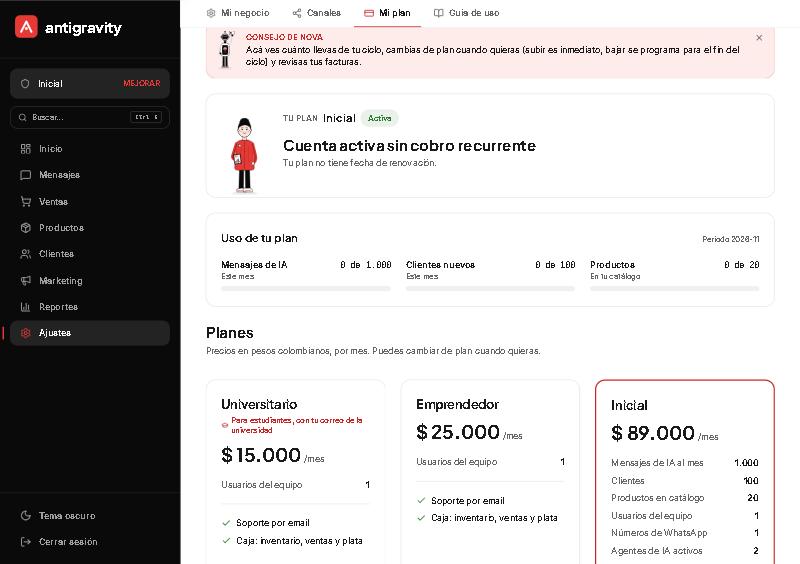 antigravity
Inicial
MEJORAR
Buscar...
Ctrl K
Inicio
Mensajes
Ventas
Productos
Clientes
Marketing
Reportes
Ajustes
Tema oscuro
Cerrar sesión
Mi negocio
Canales
Mi plan
Guía de uso
CONSEJO DE NOVA
Acá ves cuánto llevas de tu ciclo, cambias de plan cuando quieras (subir es inmediato, bajar se programa para el fin del
ciclo) y revisas tus facturas.
TU PLAN Inicial Activa
Cuenta activa sin cobro recurrente
Tu plan no tiene fecha de renovación.
Uso de tu plan
Periodo 2026-11
Mensajes de IA 0 de 1.000
Este mes
Clientes nuevos 0 de 100
Este mes
Productos 0 de 20
En tu catálogo
Planes
Precios en pesos colombianos, por mes. Puedes cambiar de plan cuando quieras.
Universitario
Para estudiantes, con tu correo de la
universidad
$ 15.000 /mes
Usuarios del equipo 1
Soporte por email
Caja: inventario, ventas y plata
Emprendedor
$ 25.000 /mes
Usuarios del equipo 1
Soporte por email
Caja: inventario, ventas y plata
Inicial
$ 89.000 /mes
Mensajes de IA al mes 1.000
Clientes 100
Productos en catálogo 20
Usuarios del equipo 1
Números de WhatsApp 1
Agentes de IA activos 2